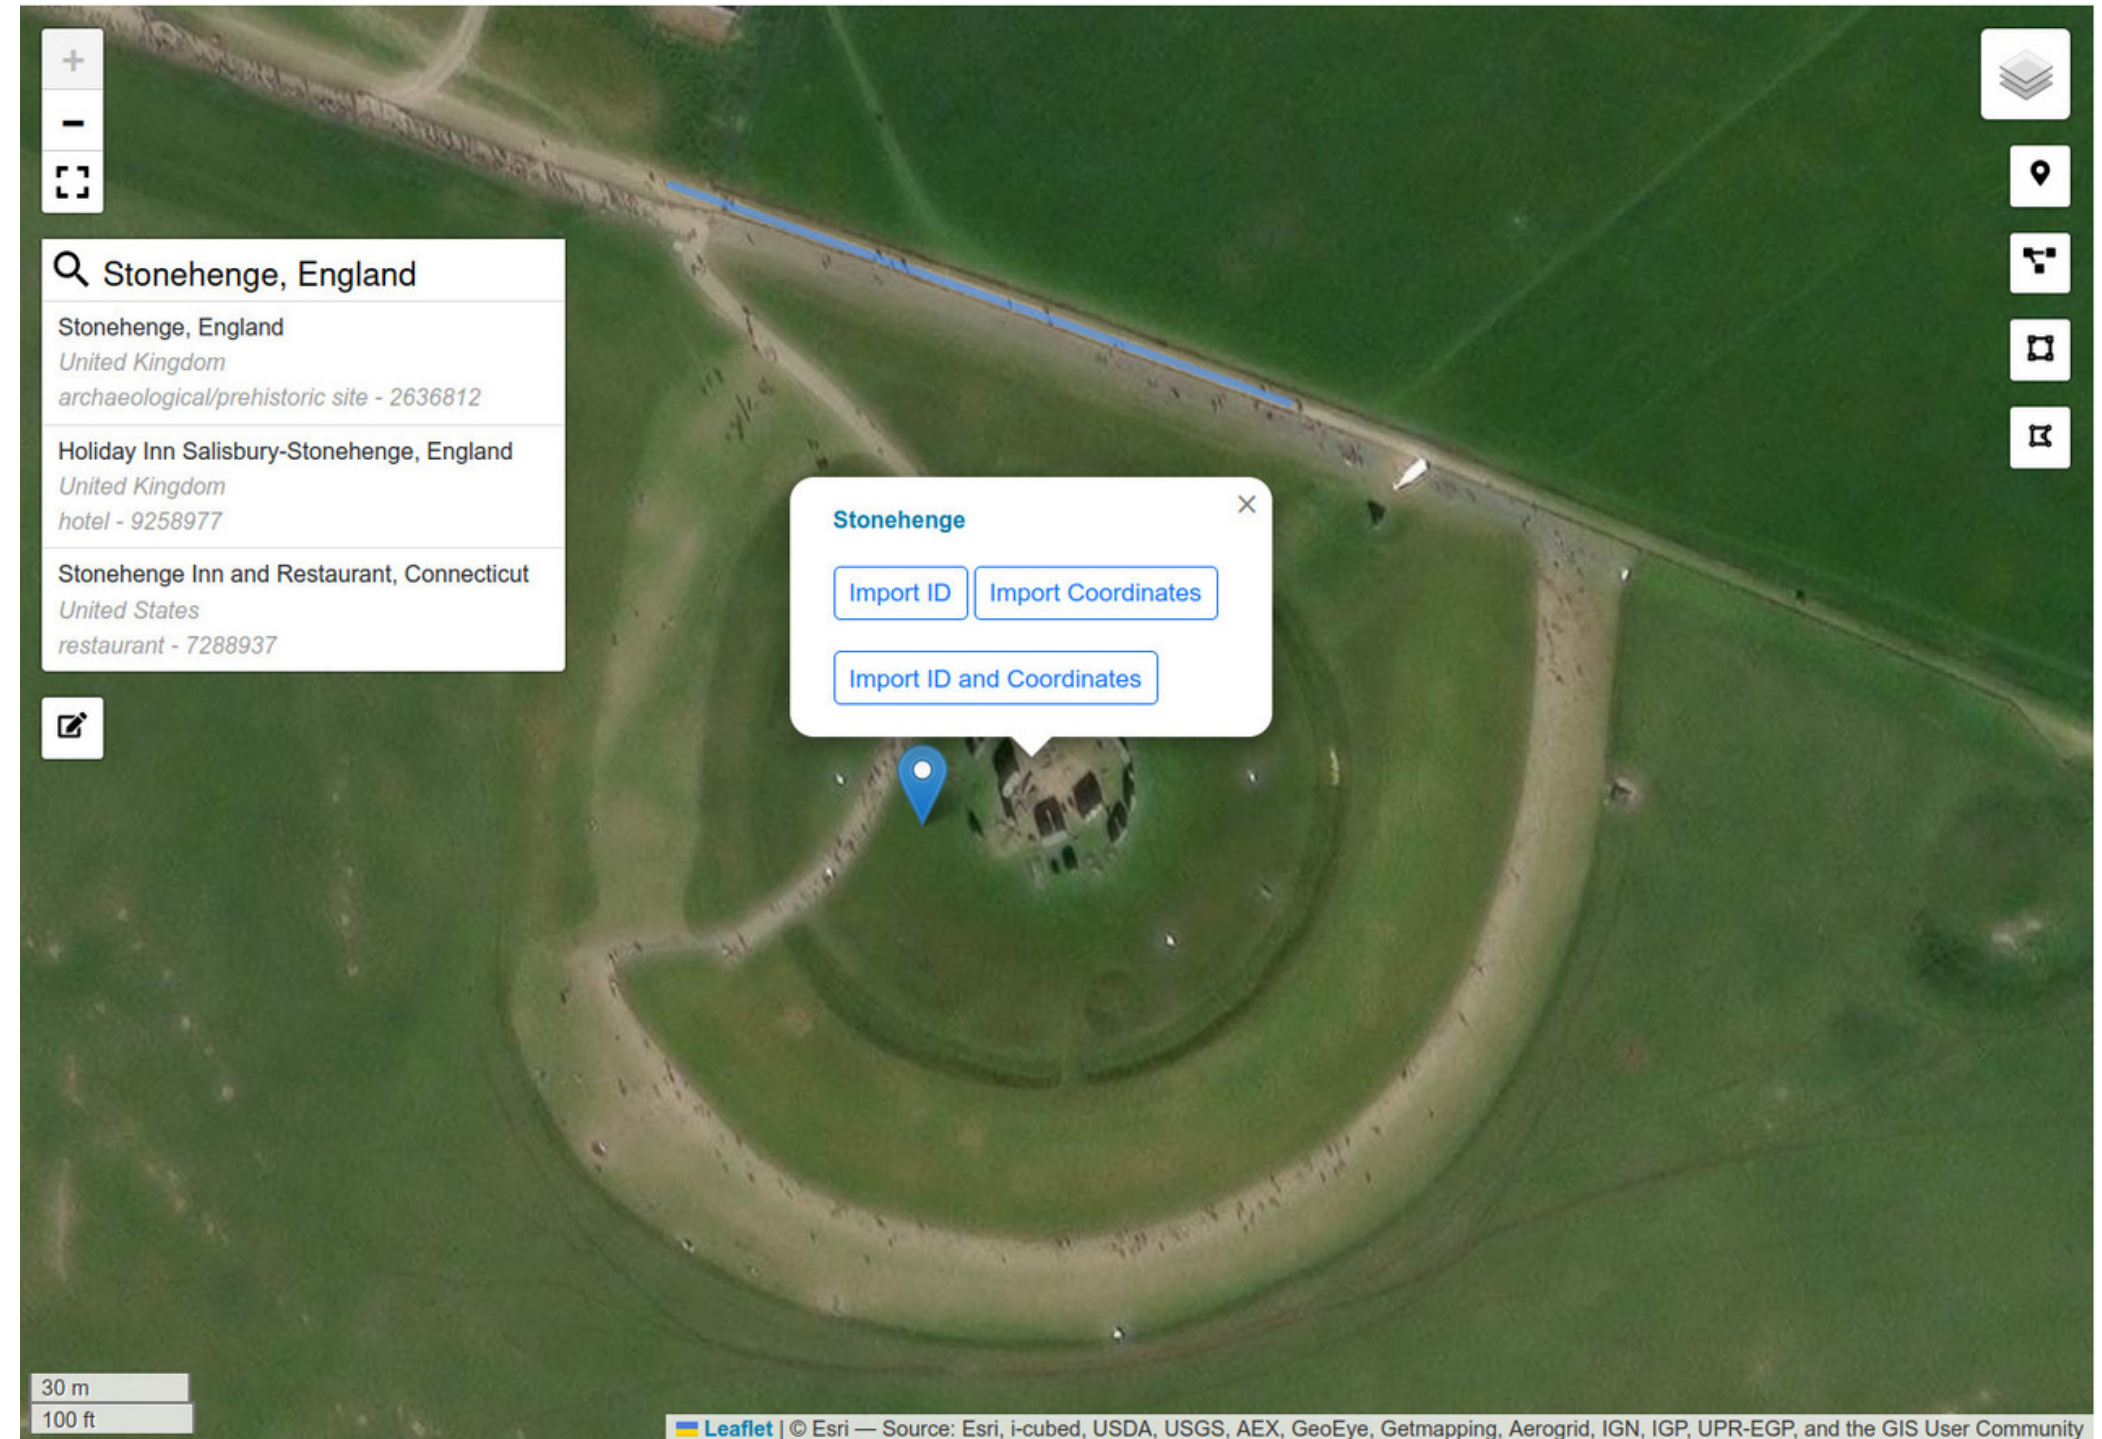 Stonehenge, England
Stonehenge, England
United Kingdom
archaeological/prehistoric site - 2636812
Holiday Inn Salisbury-Stonehenge, England
United Kingdom
hotel - 9258977
Stonehenge Inn and Restaurant, Connecticut
United States
restaurant - 7288937
Stonehenge
×
Import ID
Import Coordinates
Import ID and Coordinates
30 m
100 ft
Leaflet | © Esri — Source: Esri, i-cubed, USDA, USGS, AEX, GeoEye, Getmapping, Aerogrid, IGN, IGP, UPR-EGP, and the GIS User Community